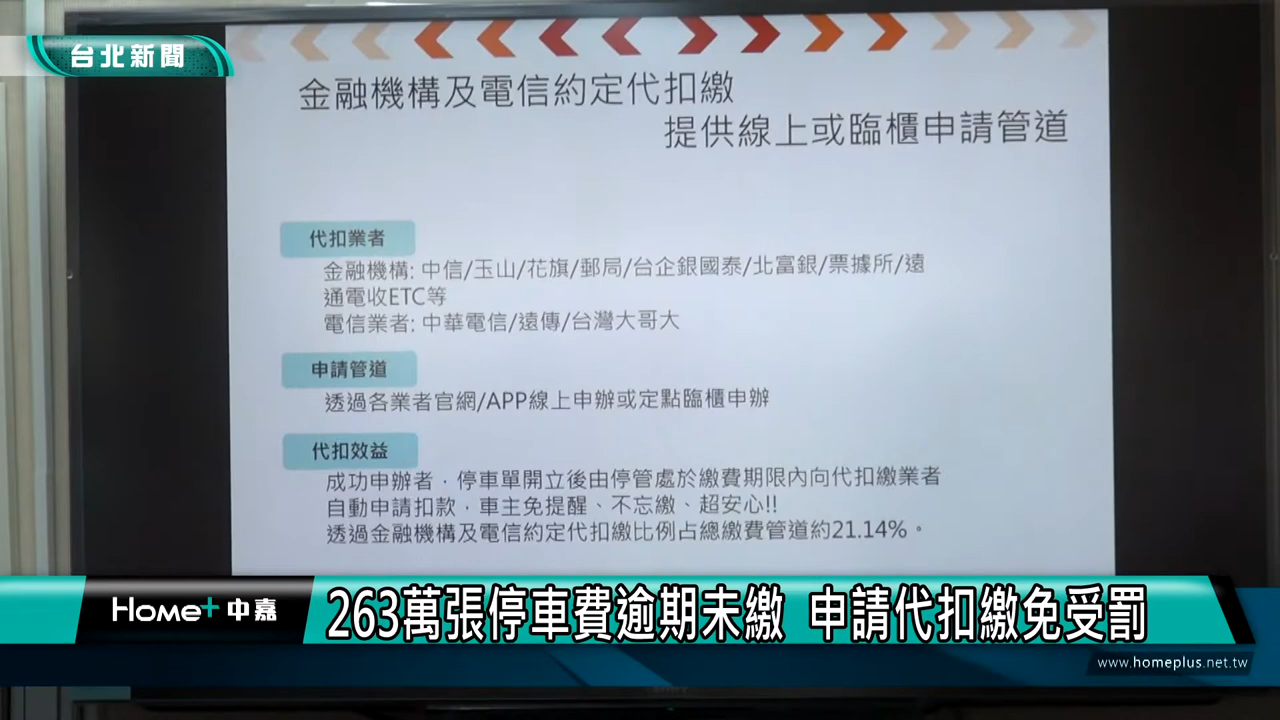 台北新聞
金融機構及電信約定代扣繳
提供線上或臨櫃申請管道
代扣業者
金融機構: 中信/玉山/花旗/郵局/台企銀國泰/北富銀/票據所/遠
通電收ETC等
電信業者: 中華電信/遠傳/台灣大哥大
申請管道
透過各業者官網/APP線上申辦或定點臨櫃申辦
代扣效益
成功申辦者，停車單開立後由停管處於繳費期限內向代扣繳業者
自動申請扣款，車主免提醒、不忘繳、超安心!!
透過金融機構及電信約定代扣繳比例占總繳費管道約21.14%。
Home+中嘉
263萬張停車費逾期未繳 申請代扣繳免受罰
www.homeplus.net.tw